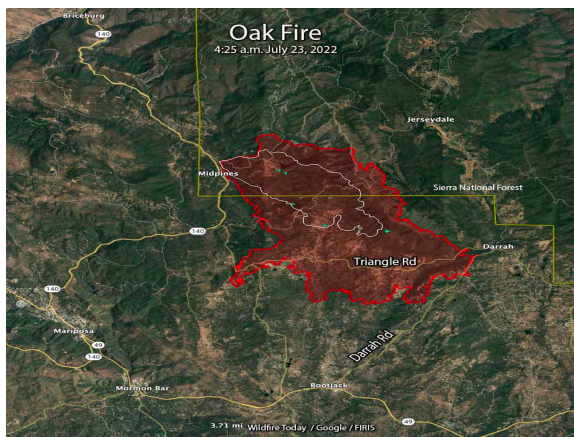 Briceburg
140
Oak Fire
4:25 a.m. July 23, 2022
Jerseydale
Midpines
Sierra National Forest
140
Darrah
Triangle Rd
140
Mariposa
49
140
Darrah Rd
Mormon Bar
Bootjack
49
3.71 mi Wildfire Today / Google / FIRIS